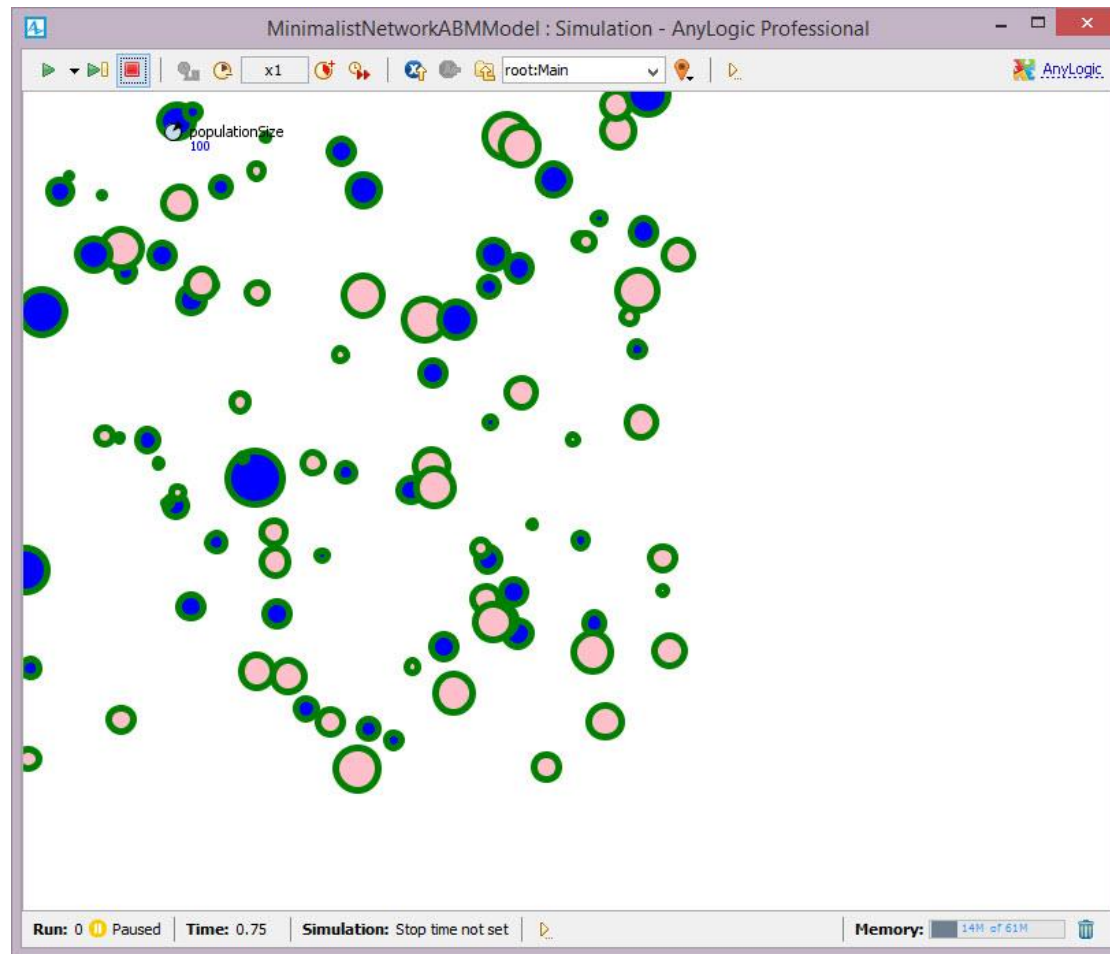 MinimalistNetworkABMModel : Simulation - AnyLogic Professional
x1 root:Main AnyLogic
populationSize
100
Run: 0 Paused Time: 0.75 Simulation: Stop time not set Memory: 14M of 61M